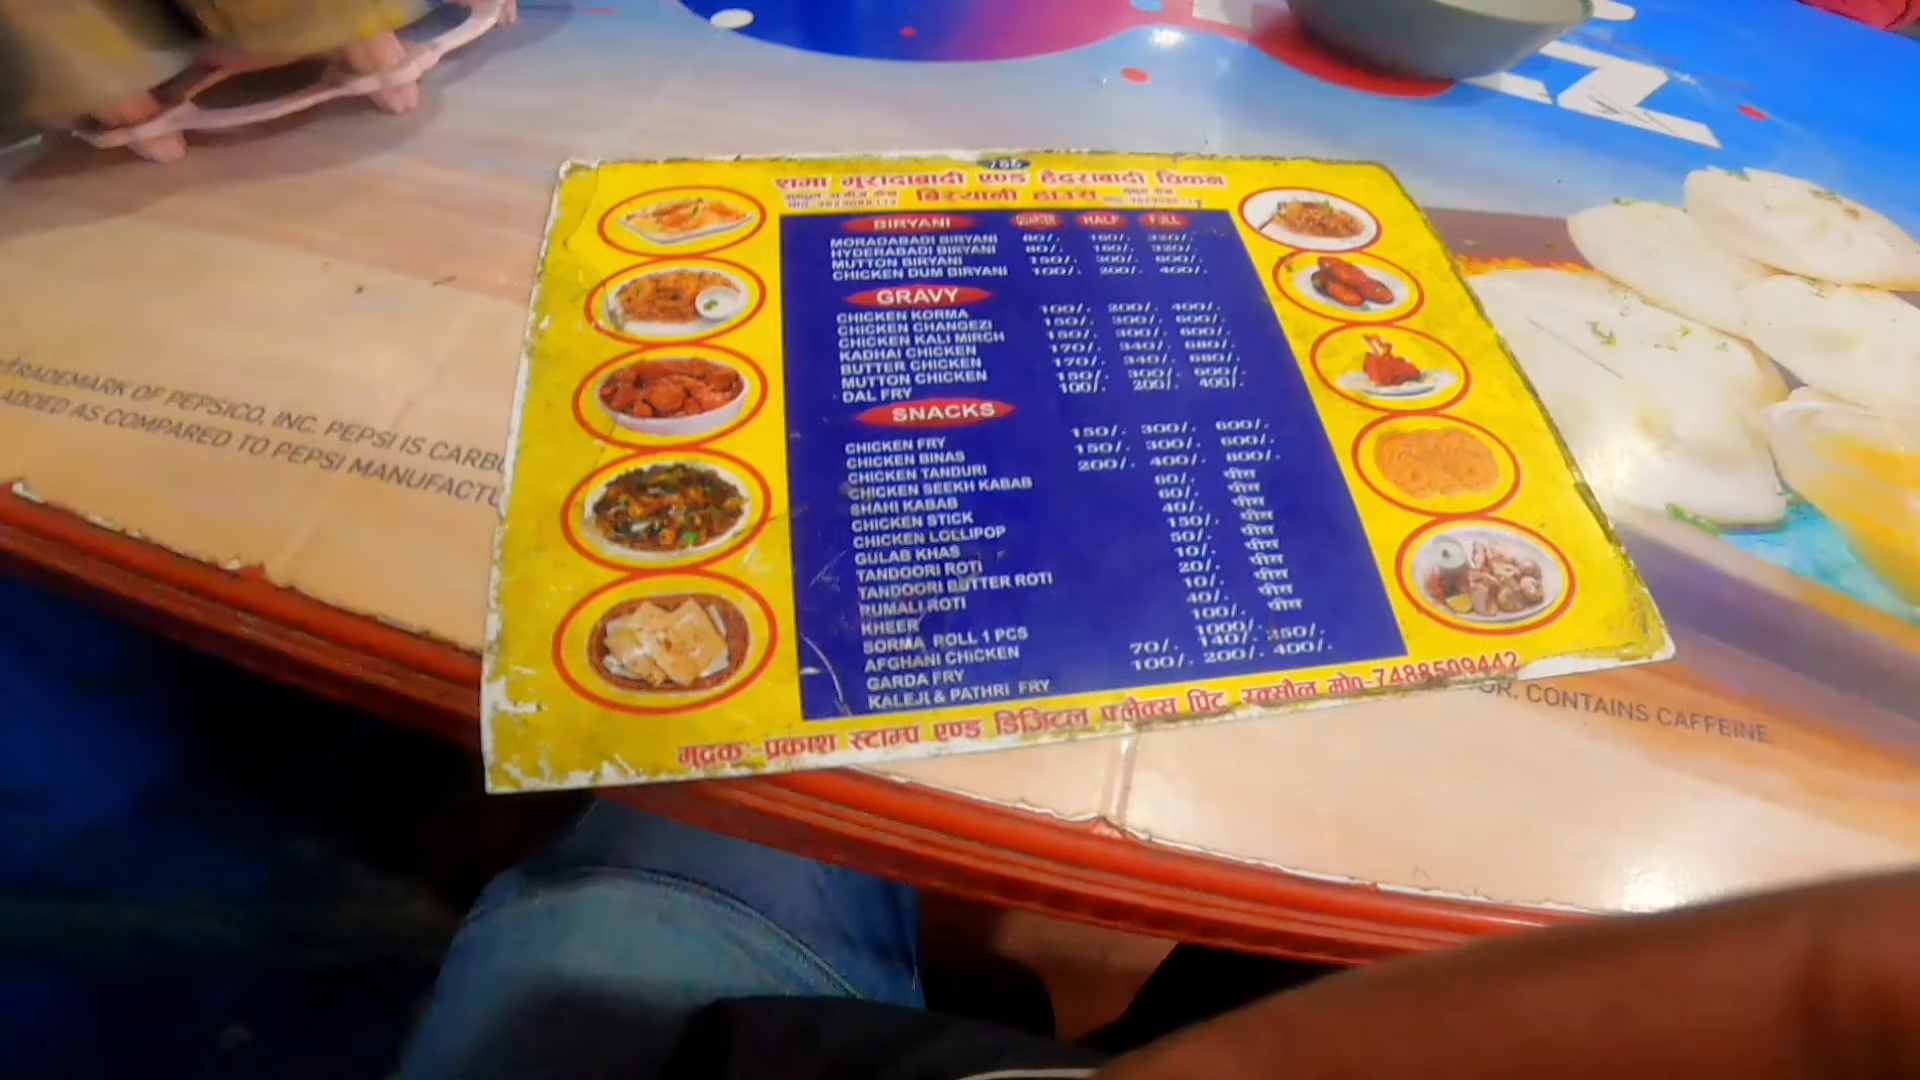 786
शमा मुरादाबादी एण्ड हैदराबादी चिकन
बिरयानी हाउस
BIRYANI QUARTER HALF FULL
MORADABADI BIRYANI 80/. 160/. 320/.
HYDERABADI BIRYANI 80/. 160/. 320/.
MUTTON BIRYANI 150/. 300/. 600/.
CHICKEN DUM BIRYANI 100/. 200/. 400/.
GRAVY
CHICKEN KORMA 100/. 200/. 400/.
CHICKEN CHANGEZI 150/. 300/. 600/.
CHICKEN KALI MIRCH 150/. 300/. 600/.
KADHAI CHICKEN 170/. 340/. 680/.
BUTTER CHICKEN 170/. 340/. 680/.
MUTTON CHICKEN 150/. 300/. 600/.
DAL FRY 100/. 200/. 400/.
SNACKS
CHICKEN FRY 150/. 300/. 600/.
CHICKEN BINAS 150/. 300/. 600/.
CHICKEN TANDURI 200/. 400/. 800/.
CHICKEN SEEKH KABAB 60/. पीस
SHAHI KABAB 60/. पीस
CHICKEN STICK 40/. पीस
CHICKEN LOLLIPOP 150/. पीस
GULAB KHAS 50/. पीस
TANDOORI ROTI 10/. पीस
TANDOORI BUTTER ROTI 20/. पीस
RUMALI ROTI 10/. पीस
KHEER 40/. पीस
SORMA ROLL 1 PCS 100/.
AFGHANI CHICKEN 1000/.
GARDA FRY 70/. 140/. 250/.
KALEJI & PATHRI FRY 100/. 200/. 400/.
मुद्रक:-प्रकाश स्टाम्प एण्ड डिजिटल फ्लैक्स प्रिंट रक्सौल मो0-7488509442
TRADEMARK OF PEPSICO, INC. PEPSI IS CARBO
ADDED AS COMPARED TO PEPSI MANUFACTU
OR. CONTAINS CAFFEINE.